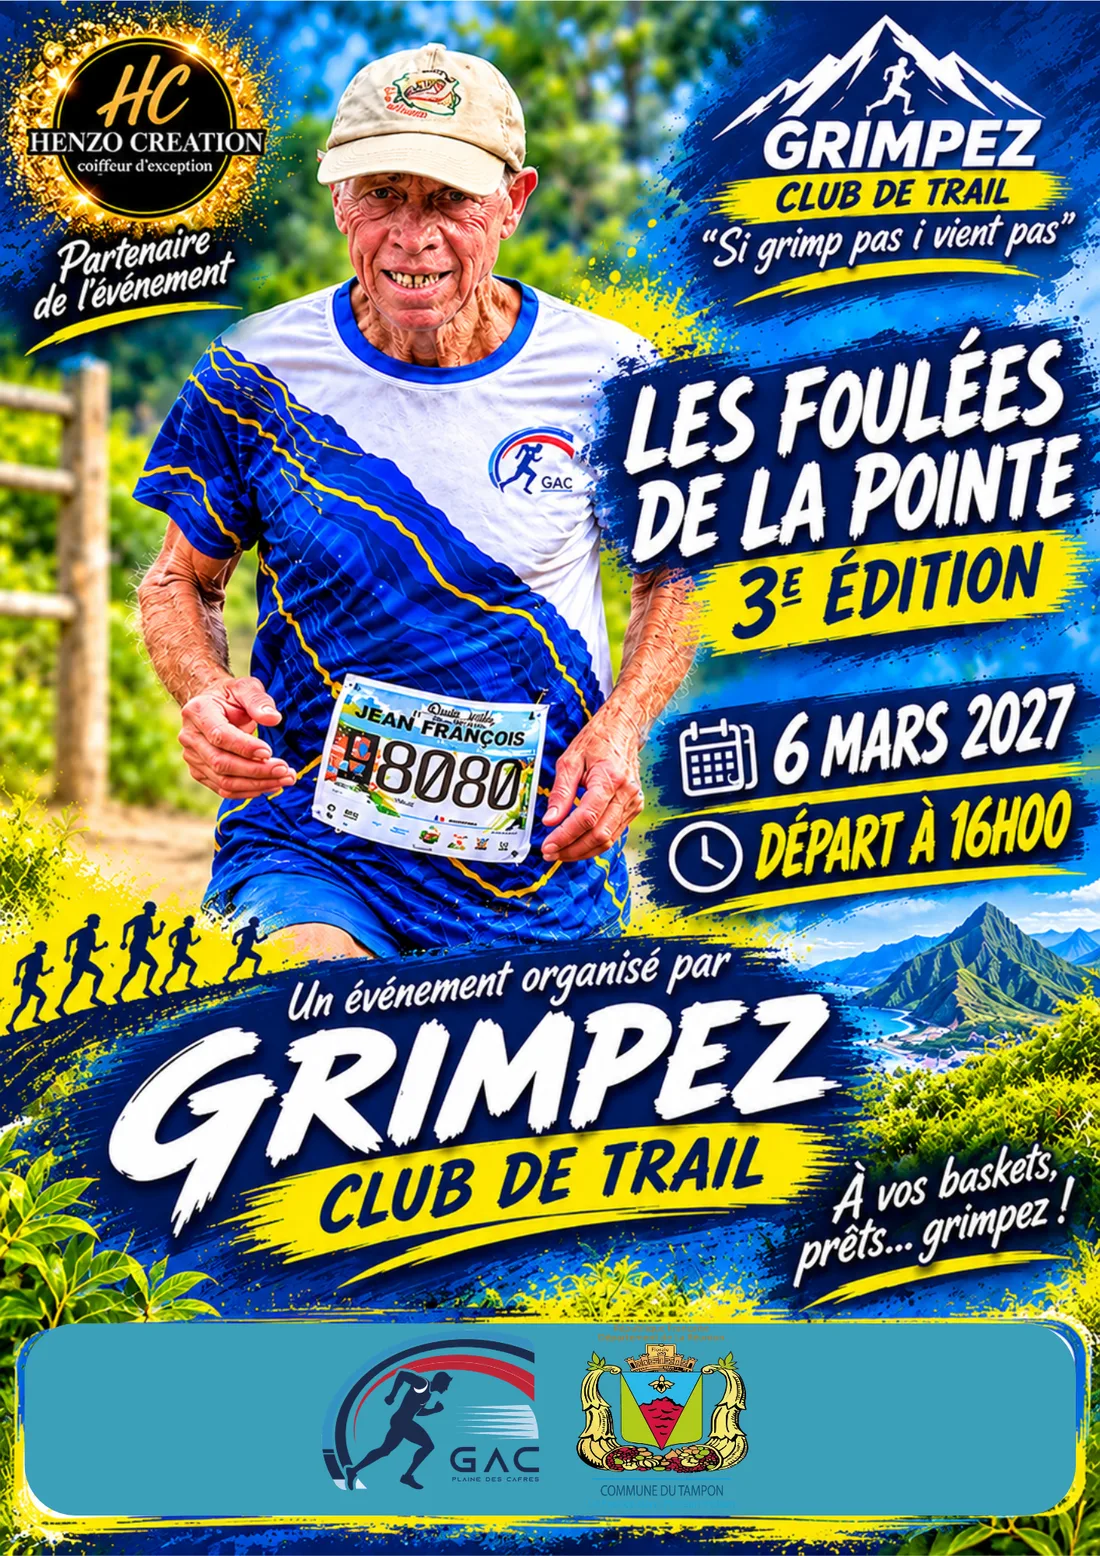 HC
HENZO CREATION
coiffeur d'exception
Partenaire
de l'événement
GRIMPEZ
CLUB DE TRAIL
“Si grimp pas i vient pas”
LES FOULÉES
DE LA POINTE
3E ÉDITION
GAC
6 MARS 2027
DÉPART À 16H00
JEAN FRANÇOIS
8080
Un événement organisé par
GRIMPEZ
CLUB DE TRAIL
À vos baskets,
prêts... grimpez !
GAC
PLAINE DES CAFRES
COMMUNE DU TAMPON